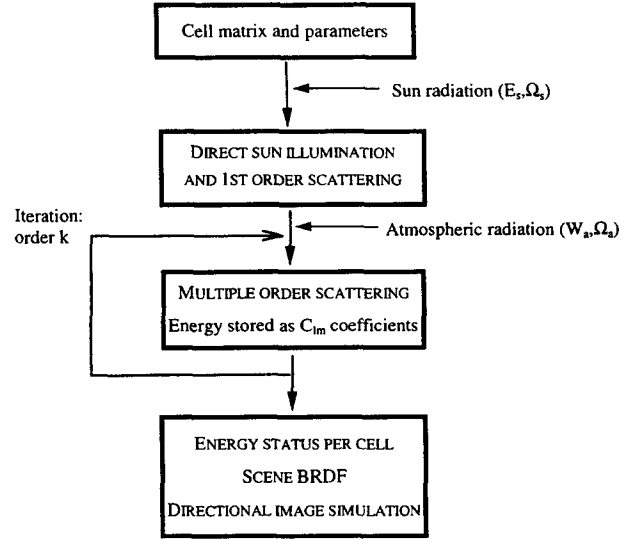 Cell matrix and parameters
Sun radiation (Eₛ,Ωₛ)
DIRECT SUN ILLUMINATION
AND 1ST ORDER SCATTERING
Iteration:
order k
Atmospheric radiation (Wₐ,Ωₐ)
MULTIPLE ORDER SCATTERING
Energy stored as Cₗₘ coefficients
ENERGY STATUS PER CELL
SCENE BRDF
DIRECTIONAL IMAGE SIMULATION